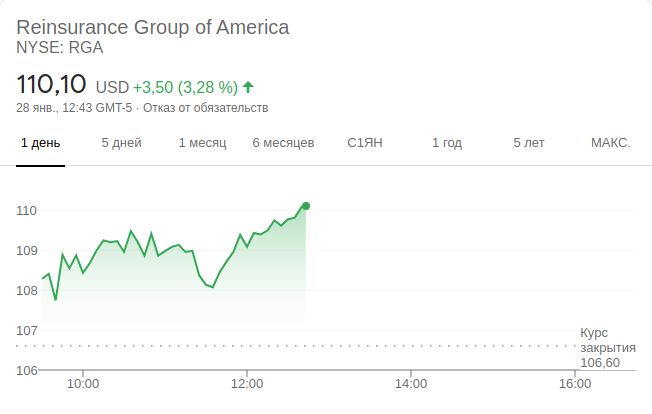 Reinsurance Group of America
NYSE: RGA
110,10 USD +3,50 (3,28 %)
28 янв., 12:43 GMT-5 · Отказ от обязательств
1 день 5 дней 1 месяц 6 месяцев С1ЯН 1 год 5 лет МАКС.
110
109
108
107
106
Курс
закрытия
106,60
10:00 12:00 14:00 16:00